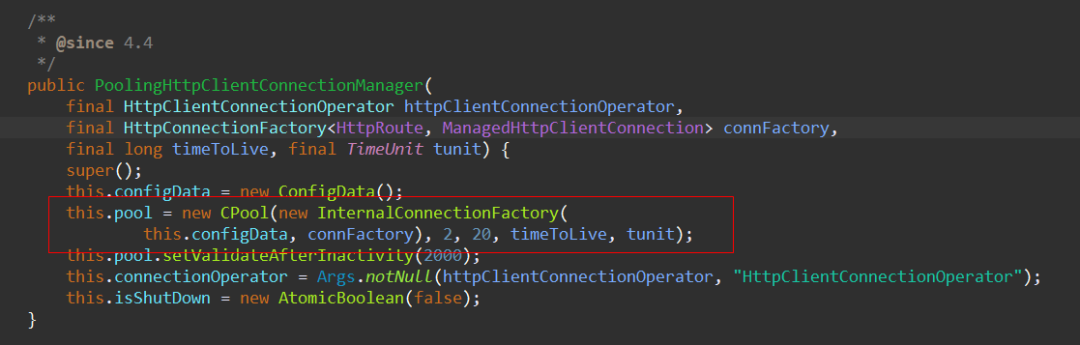 /**
 * @since 4.4
 */
public PoolingHttpClientConnectionManager(
    final HttpClientConnectionOperator httpClientConnectionOperator,
    final HttpConnectionFactory<HttpRoute, ManagedHttpClientConnection> connFactory,
    final long timeToLive, final TimeUnit tunit) {
    super();
    this.configData = new ConfigData();
    this.pool = new CPool(new InternalConnectionFactory(
            this.configData, connFactory), 2, 20, timeToLive, tunit);
    this.pool.setValidateAfterInactivity(2000);
    this.connectionOperator = Args.notNull(httpClientConnectionOperator, "HttpClientConnectionOperator");
    this.isShutDown = new AtomicBoolean(false);
}